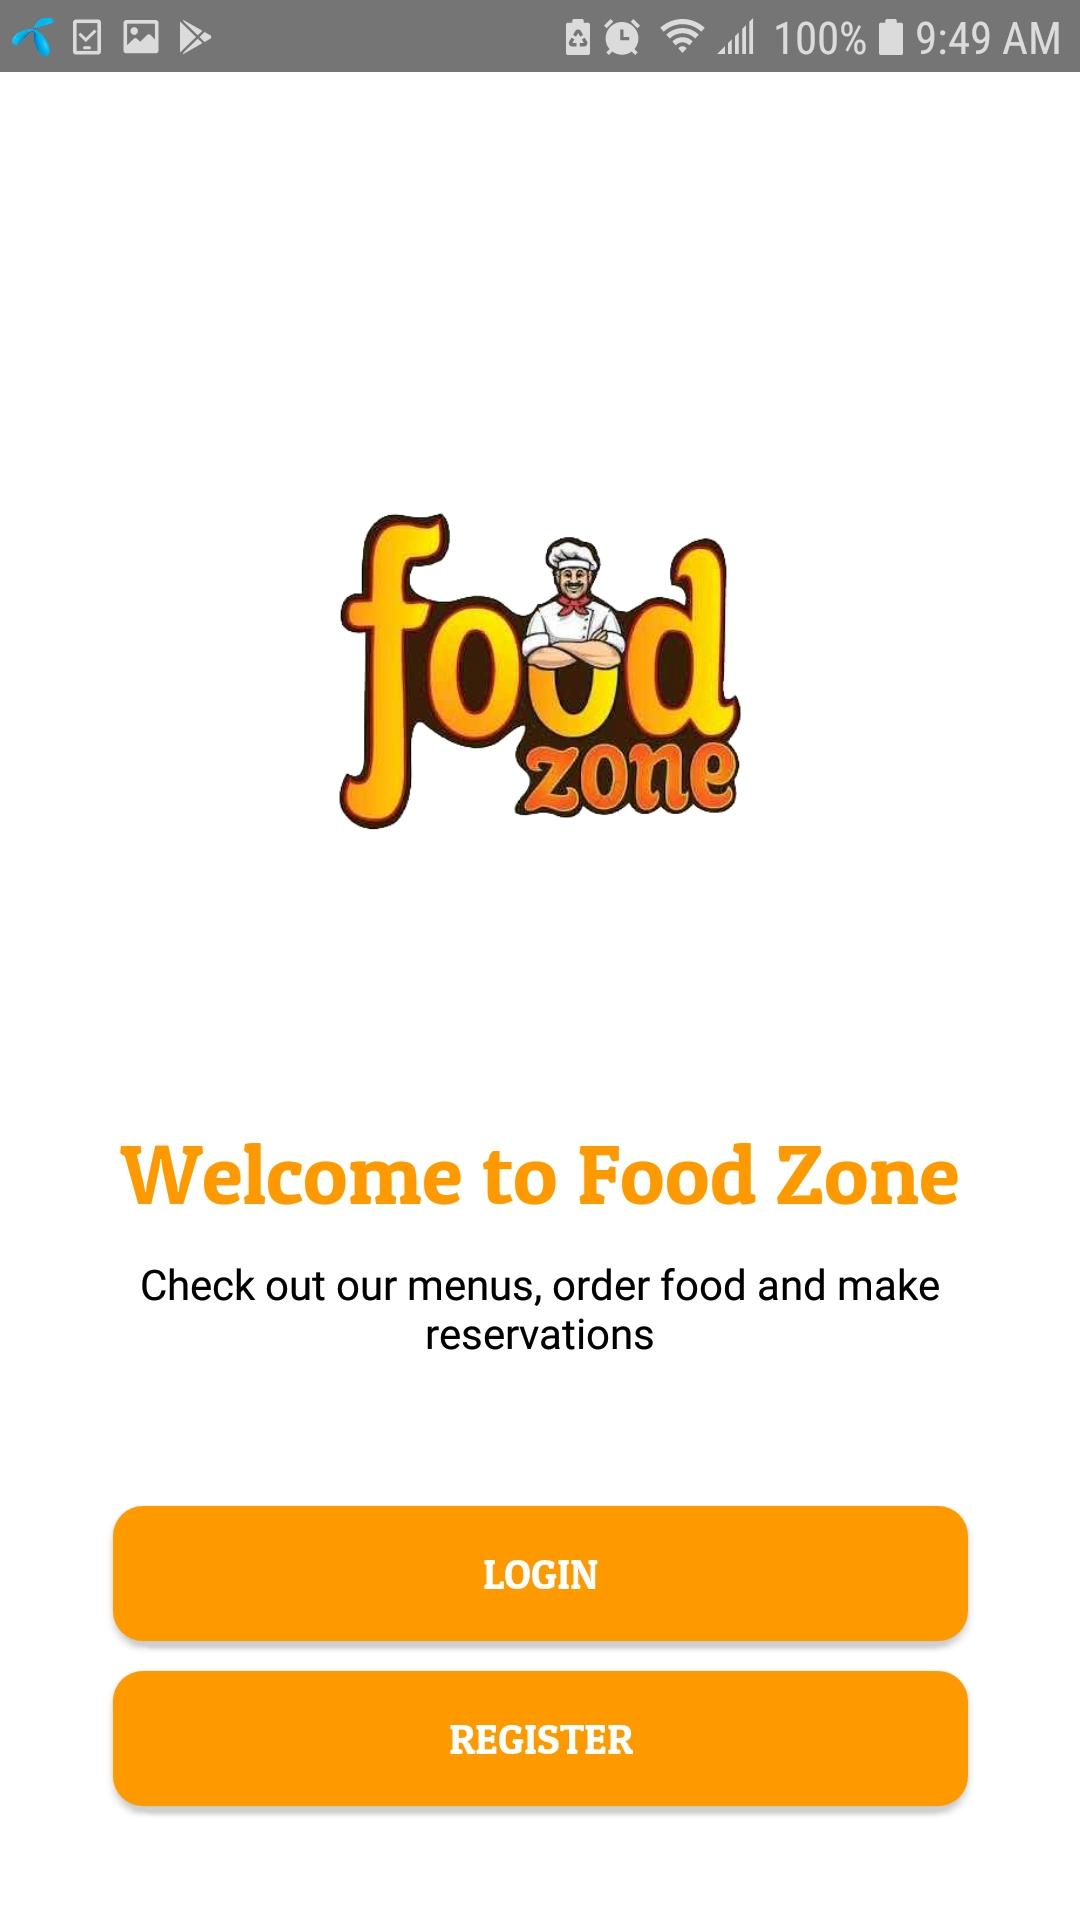 100% 9:49 AM
food
zone
Welcome to Food Zone
Check out our menus, order food and make
reservations
LOGIN
REGISTER